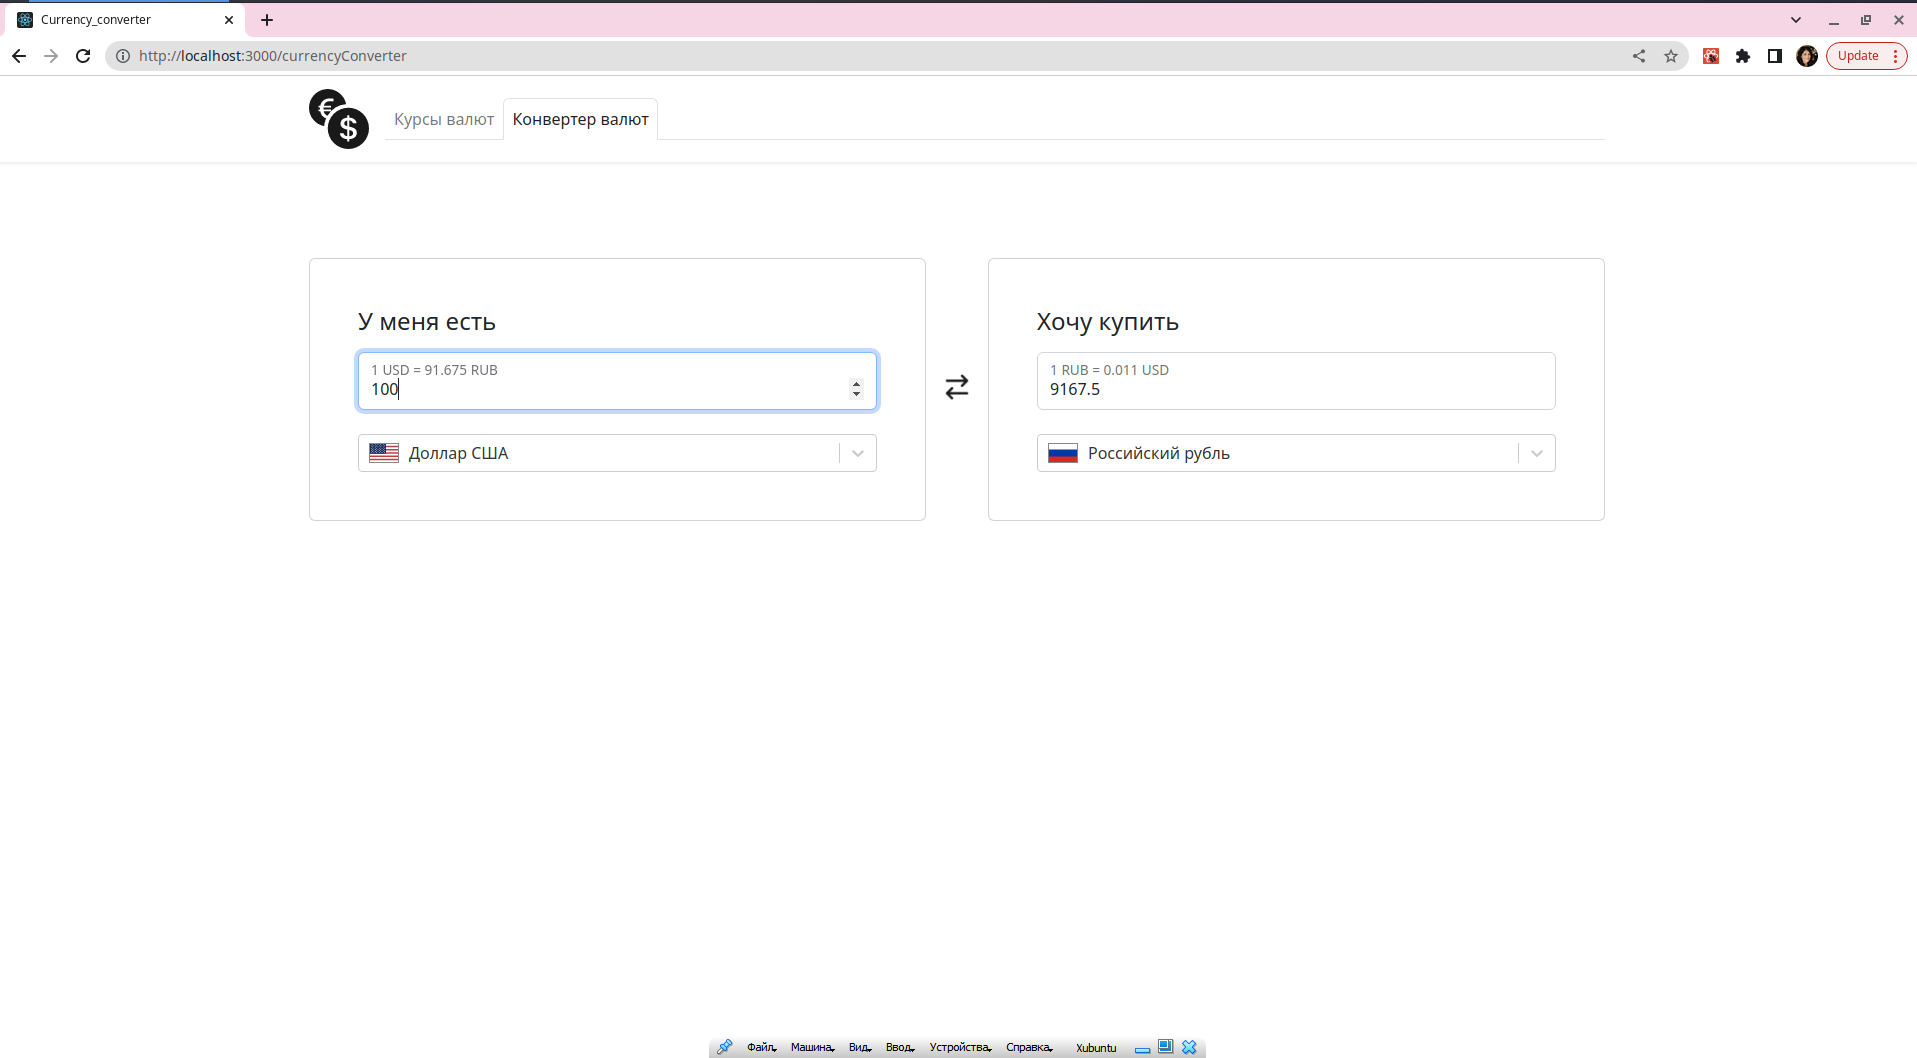 Currency_converter
http://localhost:3000/currencyConverter
Update
€
$
Курсы валют
Конвертер валют
У меня есть
1 USD = 91.675 RUB
100
Доллар США
Хочу купить
1 RUB = 0.011 USD
9167.5
Российский рубль
Файл
Машина
Вид
Ввод
Устройства
Справка
Xubuntu